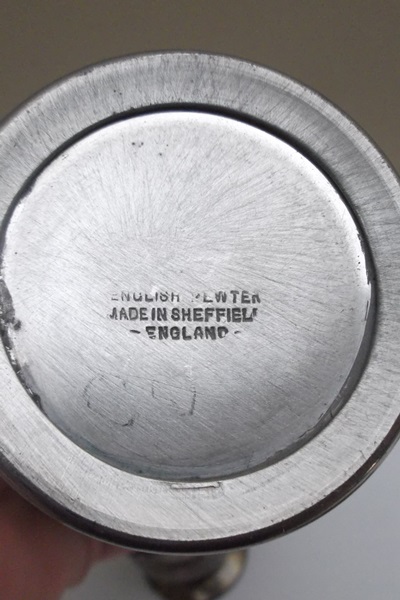 ENGLISH PEWTER
MADE IN SHEFFIELD
- ENGLAND -